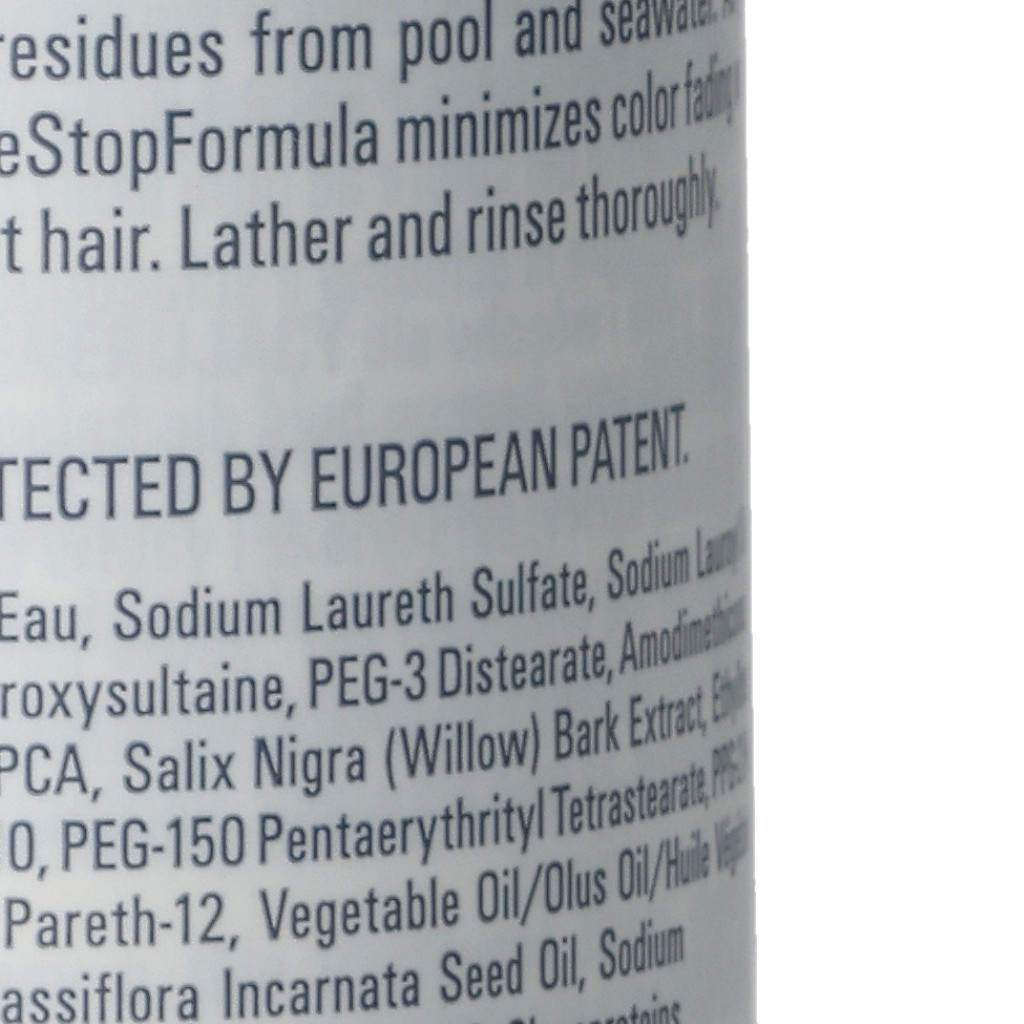 residues from pool and seawater.
eStopFormula minimizes color fading
t hair. Lather and rinse thoroughly.
TECTED BY EUROPEAN PATENT.
Eau, Sodium Laureth Sulfate, Sodium
roxysultaine, PEG-3 Distearate,
PCA, Salix Nigra (Willow) Bark Extract,
0, PEG-150 Pentaerythrityl Tetrastearate,
Pareth-12, Vegetable Oil/Olus Oil/Huile
assiflora Incarnata Seed Oil, Sodium